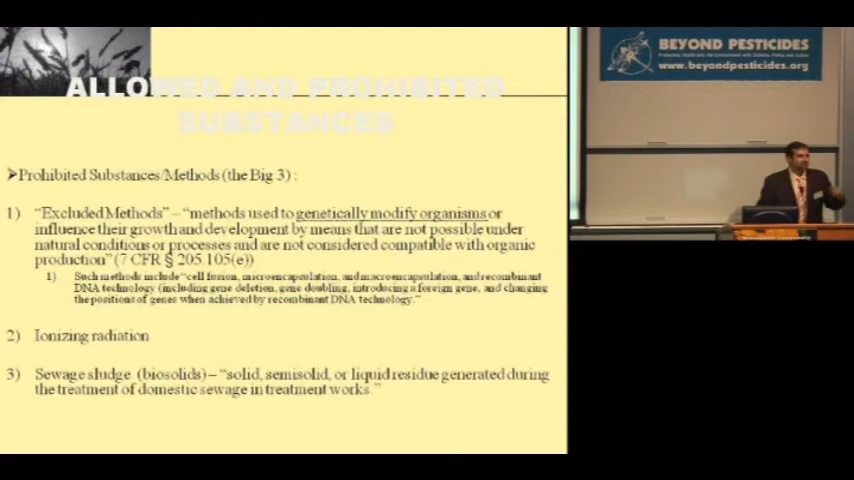 ALLOWED AND PROHIBITED
SUBSTANCES
➢Prohibited Substances/Methods (the Big 3) :
1) “Excluded Methods” – “methods used to genetically modify organisms or
influence their growth and development by means that are not possible under
natural conditions or processes and are not considered compatible with organic
production” (7 CFR § 205.105(e))
1) Such methods include “cell fusion, microencapsulation, and macroencapsulation, and recombinant
DNA technology (including gene deletion, gene doubling, introducing a foreign gene, and changing
the positions of genes when achieved by recombinant DNA technology.”
2) Ionizing radiation
3) Sewage sludge (biosolids) – “solid, semisolid, or liquid residue generated during
the treatment of domestic sewage in treatment works.”
BEYOND PESTICIDES
www.beyondpesticides.org